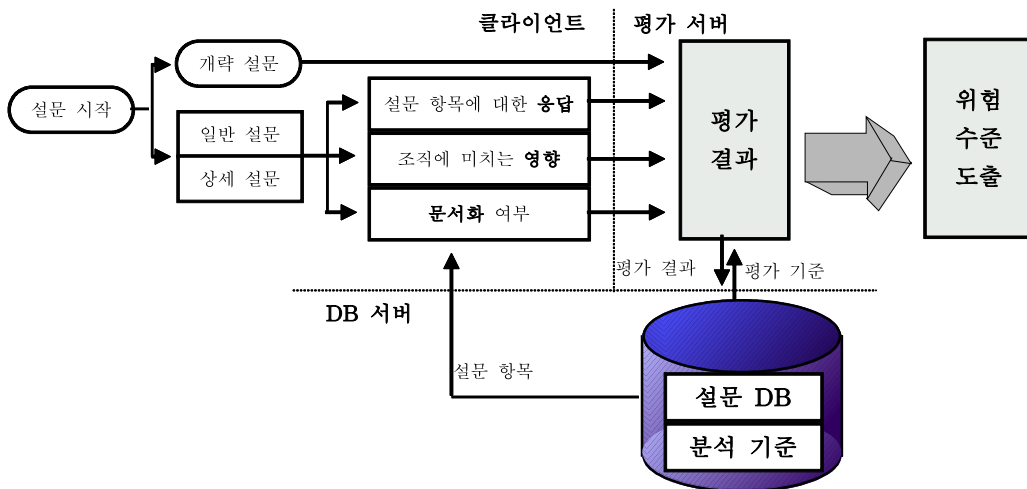 클라이언트
평가 서버
개략 설문
설문 시작
일반 설문
상세 설문
설문 항목에 대한 응답
조직에 미치는 영향
문서화 여부
평가
결과
위험
수준
도출
평가 결과
평가 기준
DB 서버
설문 항목
설문 DB
분석 기준